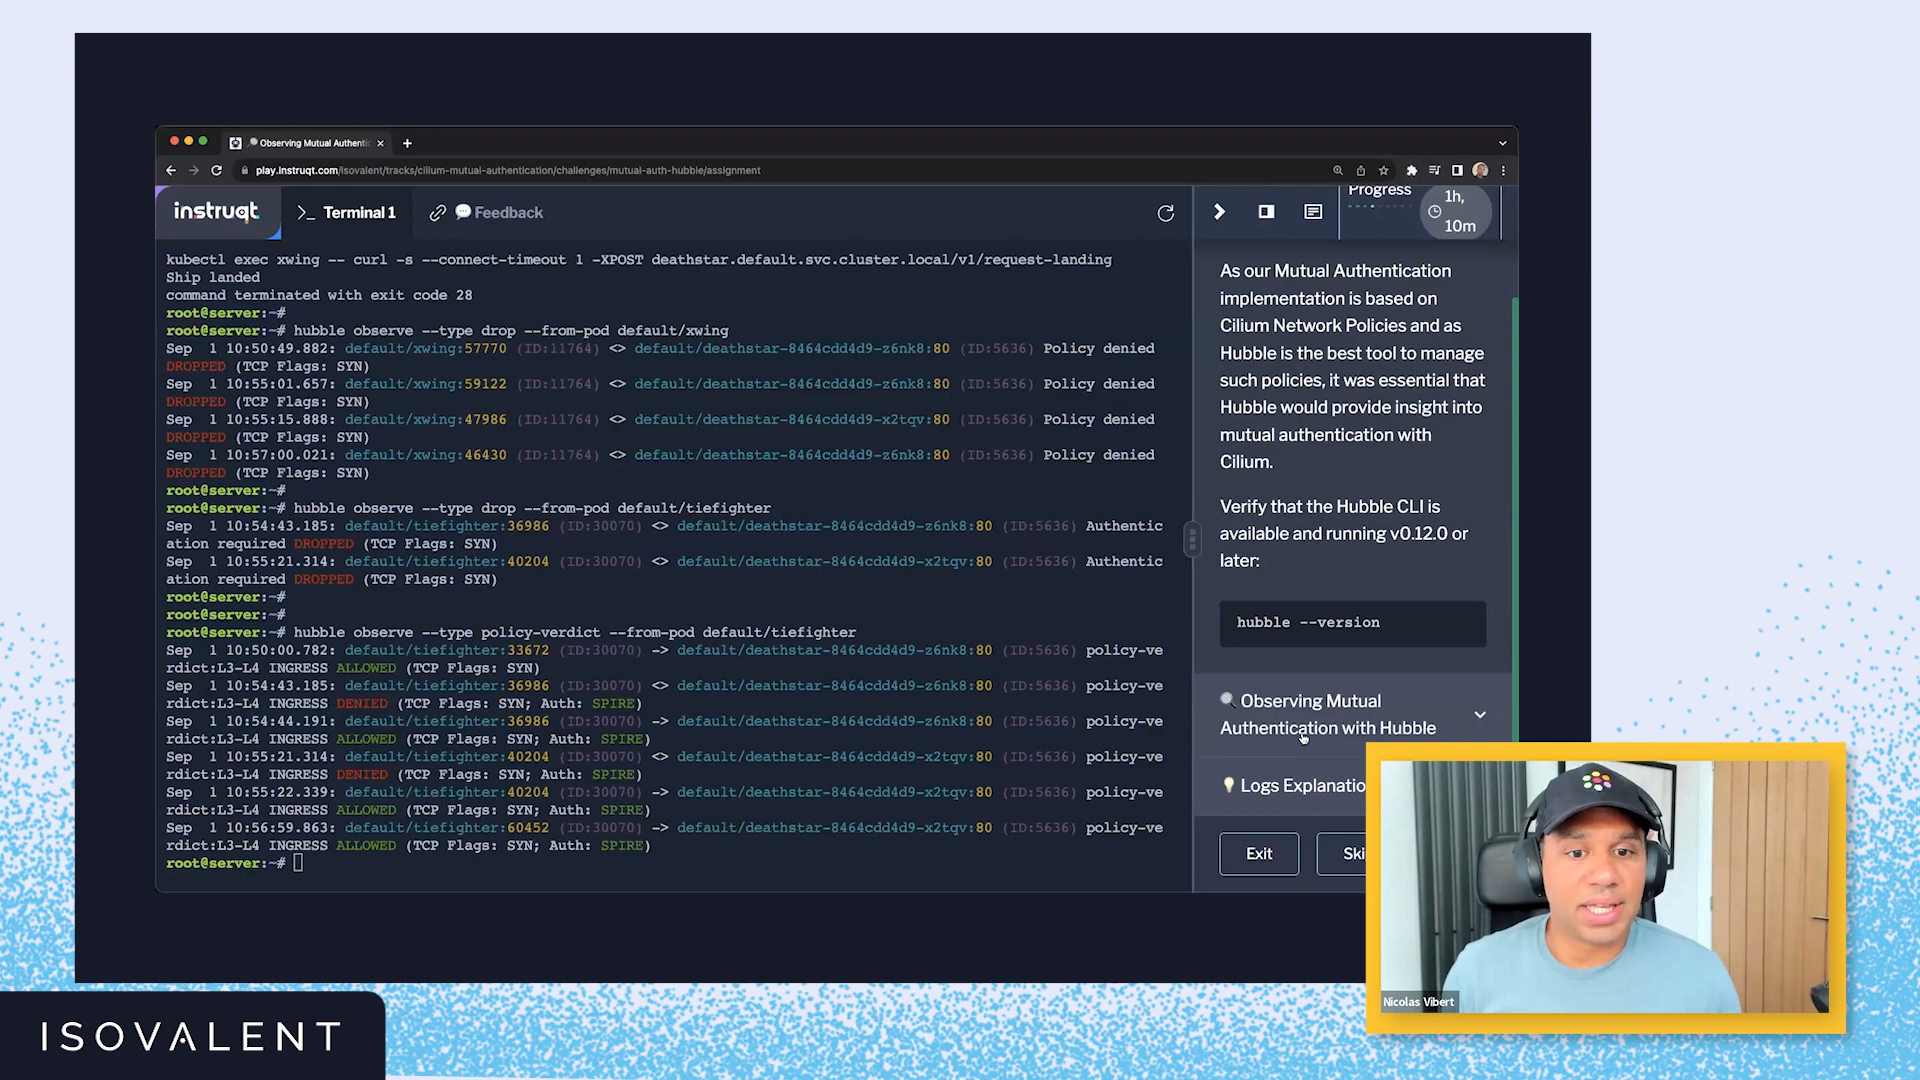 Observing Mutual Authentic
play.instruqt.com/isovalent/tracks/cilium-mutual-authentication/challenges/mutual-auth-hubble/assignment
instruqt
>_ Terminal 1
Feedback
Progress
1h,
10m
kubectl exec xwing -- curl -s --connect-timeout 1 -XPOST deathstar.default.svc.cluster.local/v1/request-landing
Ship landed
command terminated with exit code 28
root@server:~#
root@server:~# hubble observe --type drop --from-pod default/xwing
Sep  1 10:50:49.882: default/xwing:57770 (ID:11764) <> default/deathstar-8464cdd4d9-z6nk8:80 (ID:5636) Policy denied
DROPPED (TCP Flags: SYN)
Sep  1 10:55:01.657: default/xwing:59122 (ID:11764) <> default/deathstar-8464cdd4d9-z6nk8:80 (ID:5636) Policy denied
DROPPED (TCP Flags: SYN)
Sep  1 10:55:15.888: default/xwing:47986 (ID:11764) <> default/deathstar-8464cdd4d9-x2tqv:80 (ID:5636) Policy denied
DROPPED (TCP Flags: SYN)
Sep  1 10:57:00.021: default/xwing:46430 (ID:11764) <> default/deathstar-8464cdd4d9-z6nk8:80 (ID:5636) Policy denied
DROPPED (TCP Flags: SYN)
root@server:~#
root@server:~# hubble observe --type drop --from-pod default/tiefighter
Sep  1 10:54:43.185: default/tiefighter:36986 (ID:30070) <> default/deathstar-8464cdd4d9-z6nk8:80 (ID:5636) Authentic
ation required DROPPED (TCP Flags: SYN)
Sep  1 10:55:21.314: default/tiefighter:40204 (ID:30070) <> default/deathstar-8464cdd4d9-x2tqv:80 (ID:5636) Authentic
ation required DROPPED (TCP Flags: SYN)
root@server:~#
root@server:~#
root@server:~# hubble observe --type policy-verdict --from-pod default/tiefighter
Sep  1 10:50:00.782: default/tiefighter:33672 (ID:30070) -> default/deathstar-8464cdd4d9-z6nk8:80 (ID:5636) policy-ve
rdict:L3-L4 INGRESS ALLOWED (TCP Flags: SYN)
Sep  1 10:54:43.185: default/tiefighter:36986 (ID:30070) <> default/deathstar-8464cdd4d9-z6nk8:80 (ID:5636) policy-ve
rdict:L3-L4 INGRESS DENIED (TCP Flags: SYN; Auth: SPIRE)
Sep  1 10:54:44.191: default/tiefighter:36986 (ID:30070) -> default/deathstar-8464cdd4d9-z6nk8:80 (ID:5636) policy-ve
rdict:L3-L4 INGRESS ALLOWED (TCP Flags: SYN; Auth: SPIRE)
Sep  1 10:55:21.314: default/tiefighter:40204 (ID:30070) <> default/deathstar-8464cdd4d9-x2tqv:80 (ID:5636) policy-ve
rdict:L3-L4 INGRESS DENIED (TCP Flags: SYN; Auth: SPIRE)
Sep  1 10:55:22.339: default/tiefighter:40204 (ID:30070) -> default/deathstar-8464cdd4d9-x2tqv:80 (ID:5636) policy-ve
rdict:L3-L4 INGRESS ALLOWED (TCP Flags: SYN; Auth: SPIRE)
Sep  1 10:56:59.863: default/tiefighter:60452 (ID:30070) -> default/deathstar-8464cdd4d9-x2tqv:80 (ID:5636) policy-ve
rdict:L3-L4 INGRESS ALLOWED (TCP Flags: SYN; Auth: SPIRE)
root@server:~#
As our Mutual Authentication
implementation is based on
Cilium Network Policies and as
Hubble is the best tool to manage
such policies, it was essential that
Hubble would provide insight into
mutual authentication with
Cilium.
Verify that the Hubble CLI is
available and running v0.12.0 or
later:
hubble --version
Observing Mutual
Authentication with Hubble
Logs Explanatio
Exit
Ski
Nicolas Vibert
ISOVALENT